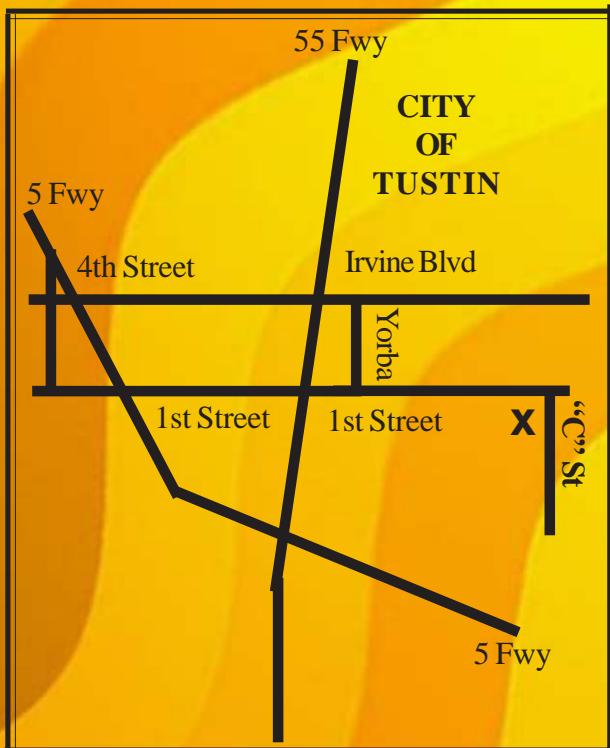 55 Fwy
CITY
OF
TUSTIN
5 Fwy
4th Street
Irvine Blvd
Yorba
1st Street
1st Street
X
“C” St
5 Fwy